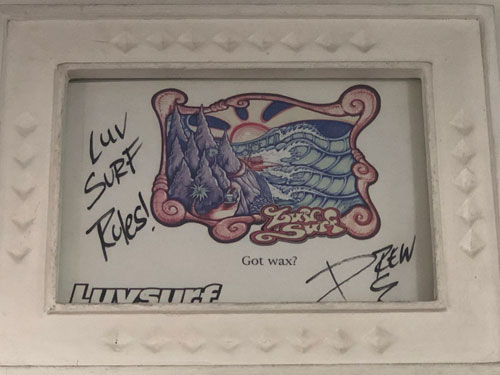 LUV
SURF
Rules!
Luv
Surf
Got wax?
DREW
LUVSURF